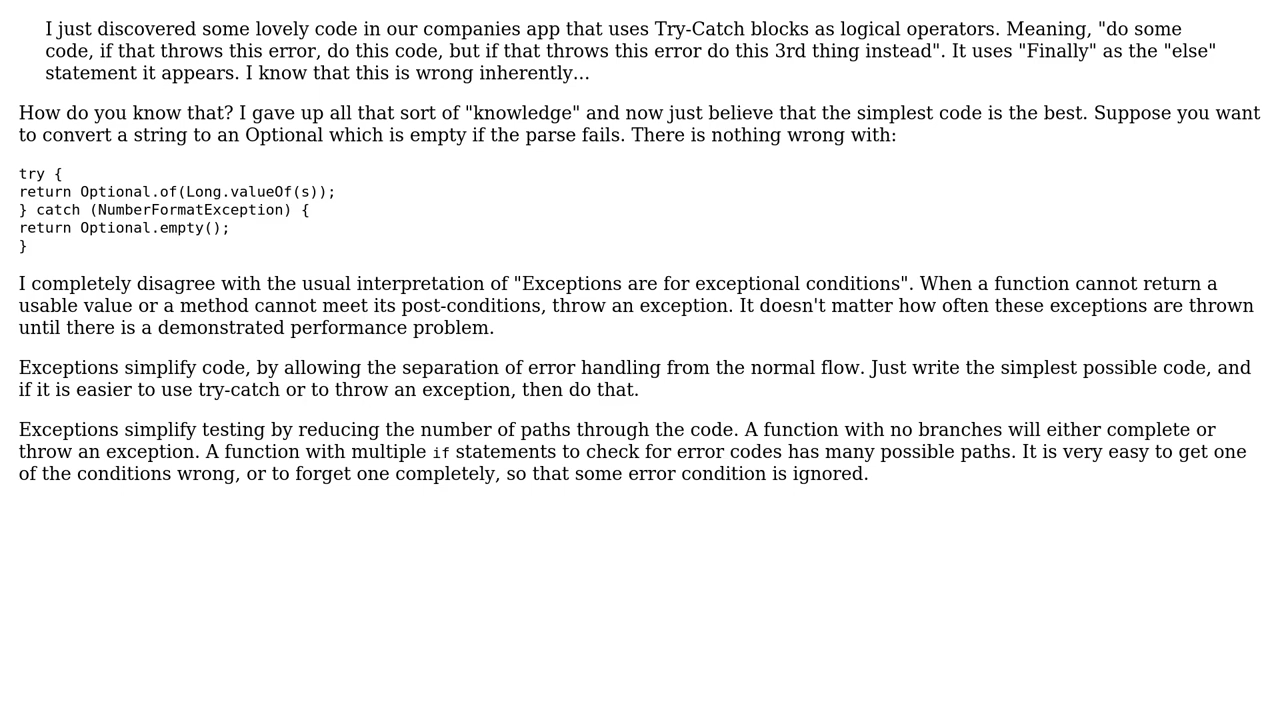 I just discovered some lovely code in our companies app that uses Try-Catch blocks as logical operators. Meaning, "do some
code, if that throws this error, do this code, but if that throws this error do this 3rd thing instead". It uses "Finally" as the "else"
statement it appears. I know that this is wrong inherently...
How do you know that? I gave up all that sort of "knowledge" and now just believe that the simplest code is the best. Suppose you want
to convert a string to an Optional which is empty if the parse fails. There is nothing wrong with:
try {
return Optional.of(Long.valueOf(s));
} catch (NumberFormatException) {
return Optional.empty();
}
I completely disagree with the usual interpretation of "Exceptions are for exceptional conditions". When a function cannot return a
usable value or a method cannot meet its post-conditions, throw an exception. It doesn't matter how often these exceptions are thrown
until there is a demonstrated performance problem.
Exceptions simplify code, by allowing the separation of error handling from the normal flow. Just write the simplest possible code, and
if it is easier to use try-catch or to throw an exception, then do that.
Exceptions simplify testing by reducing the number of paths through the code. A function with no branches will either complete or
throw an exception. A function with multiple if statements to check for error codes has many possible paths. It is very easy to get one
of the conditions wrong, or to forget one completely, so that some error condition is ignored.